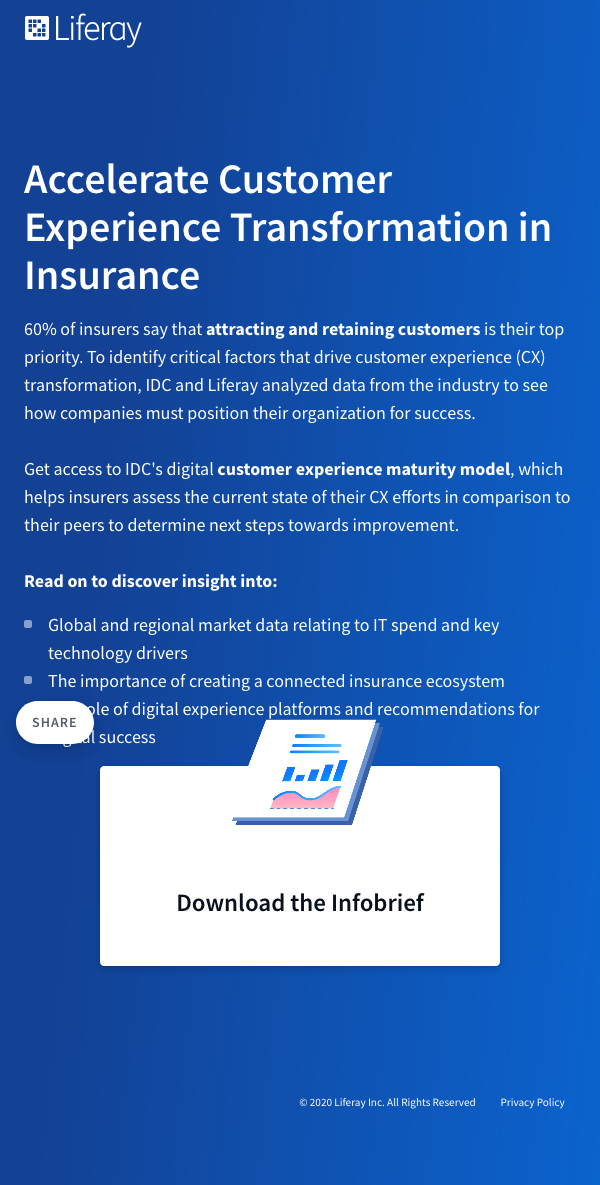 Liferay
Accelerate Customer
Experience Transformation in
Insurance
60% of insurers say that attracting and retaining customers is their top
priority. To identify critical factors that drive customer experience (CX)
transformation, IDC and Liferay analyzed data from the industry to see
how companies must position their organization for success.
Get access to IDC's digital customer experience maturity model, which
helps insurers assess the current state of their CX efforts in comparison to
their peers to determine next steps towards improvement.
Read on to discover insight into:
Global and regional market data relating to IT spend and key
technology drivers
The importance of creating a connected insurance ecosystem
of digital experience platforms and recommendations for
SHARE
success
Download the Infobrief
© 2020 Liferay Inc. All Rights Reserved Privacy Policy